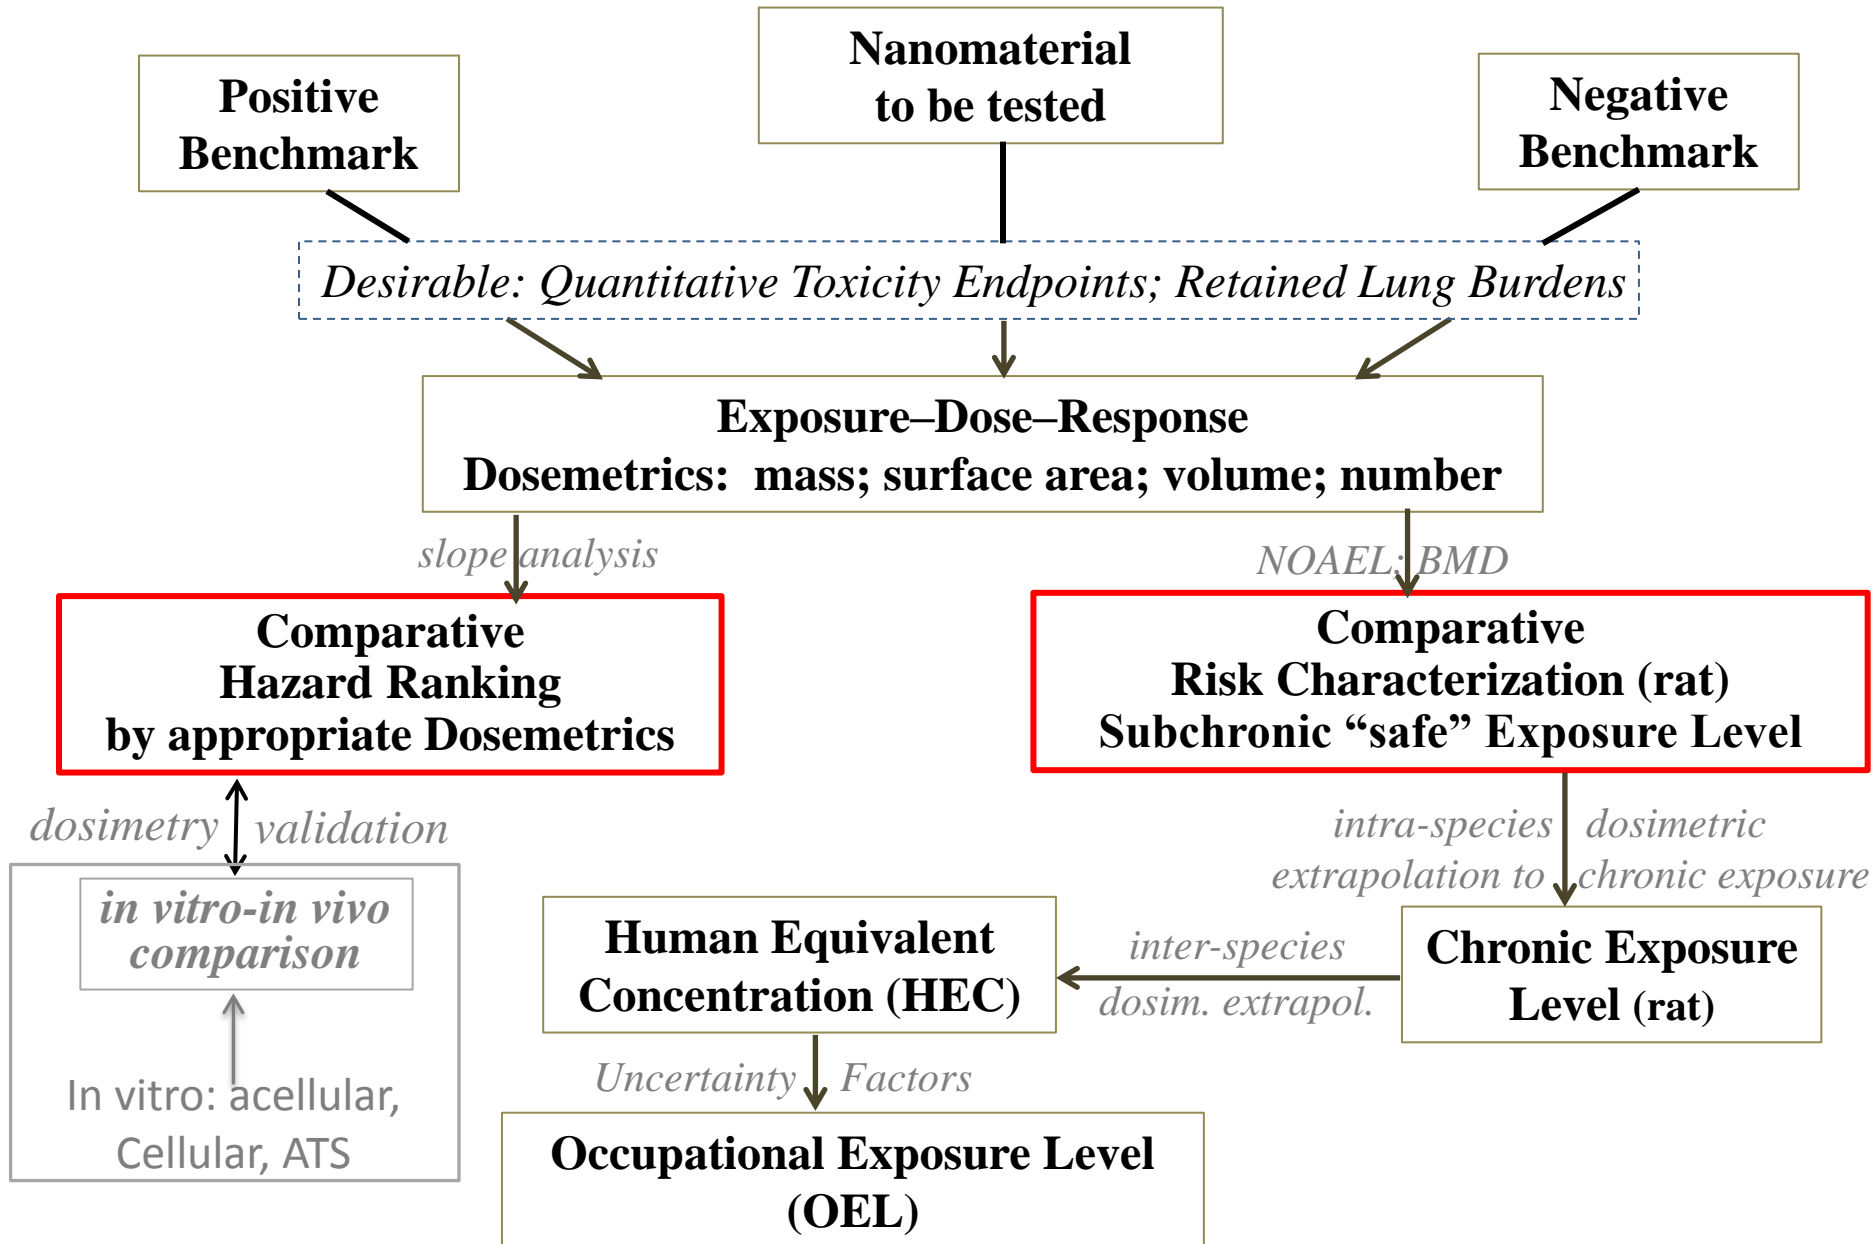 Positive
Benchmark
Nanomaterial
to be tested
Negative
Benchmark
Desirable: Quantitative Toxicity Endpoints; Retained Lung Burdens
Exposure–Dose–Response
Dosemetrics: mass; surface area; volume; number
slope analysis
NOAEL; BMD
Comparative
Hazard Ranking
by appropriate Dosemetrics
Comparative
Risk Characterization (rat)
Subchronic “safe” Exposure Level
dosimetry validation
intra-species dosimetric
extrapolation to chronic exposure
in vitro-in vivo
comparison
In vitro: acellular,
Cellular, ATS
Human Equivalent
Concentration (HEC)
inter-species
dosim. extrapol.
Chronic Exposure
Level (rat)
Uncertainty Factors
Occupational Exposure Level
(OEL)